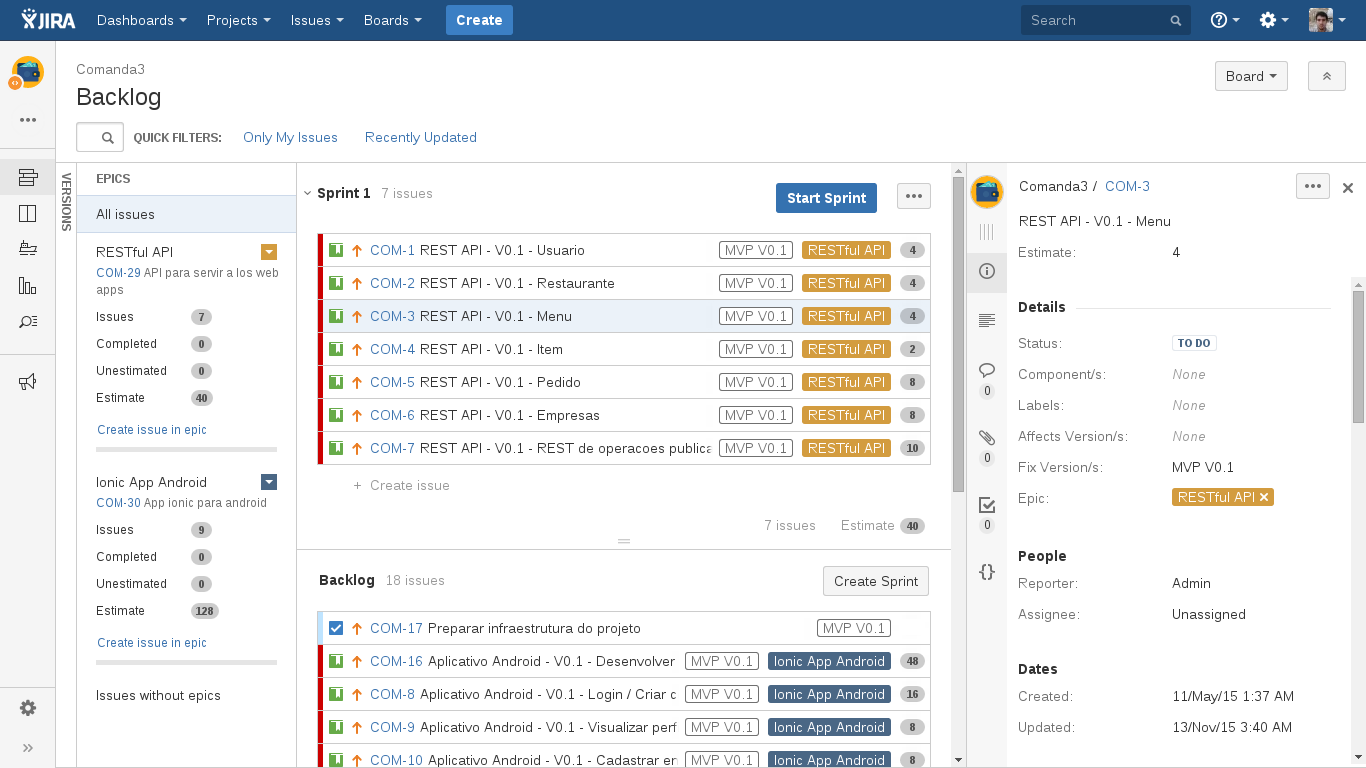 JIRA Dashboards Projects Issues Boards Create Search
Comanda3
Backlog
Board
QUICK FILTERS: Only My Issues Recently Updated
VERSIONS
EPICS
All issues
RESTful API
COM-29 API para servir a los web
apps
Issues 7
Completed 0
Unestimated 0
Estimate 40
Create issue in epic
Ionic App Android
COM-30 App ionic para android
Issues 9
Completed 0
Unestimated 0
Estimate 128
Create issue in epic
Issues without epics
Sprint 1 7 issues Start Sprint
COM-1 REST API - V0.1 - Usuario MVP V0.1 RESTful API 4
COM-2 REST API - V0.1 - Restaurante MVP V0.1 RESTful API 4
COM-3 REST API - V0.1 - Menu MVP V0.1 RESTful API 4
COM-4 REST API - V0.1 - Item MVP V0.1 RESTful API 2
COM-5 REST API - V0.1 - Pedido MVP V0.1 RESTful API 8
COM-6 REST API - V0.1 - Empresas MVP V0.1 RESTful API 8
COM-7 REST API - V0.1 - REST de operacoes publica MVP V0.1 RESTful API 10
+ Create issue
7 issues Estimate 40
Backlog 18 issues Create Sprint
COM-17 Preparar infraestrutura do projeto MVP V0.1
COM-16 Aplicativo Android - V0.1 - Desenvolver MVP V0.1 Ionic App Android 48
COM-8 Aplicativo Android - V0.1 - Login / Criar c MVP V0.1 Ionic App Android 16
COM-9 Aplicativo Android - V0.1 - Visualizar perf MVP V0.1 Ionic App Android 8
COM-10 Aplicativo Android - V0.1 - Cadastrar en MVP V0.1 Ionic App Android 8
0
0
0
Comanda3 / COM-3
REST API - V0.1 - Menu
Estimate: 4
Details
Status: TO DO
Component/s: None
Labels: None
Affects Version/s: None
Fix Version/s: MVP V0.1
Epic: RESTful API
People
Reporter: Admin
Assignee: Unassigned
Dates
Created: 11/May/15 1:37 AM
Updated: 13/Nov/15 3:40 AM